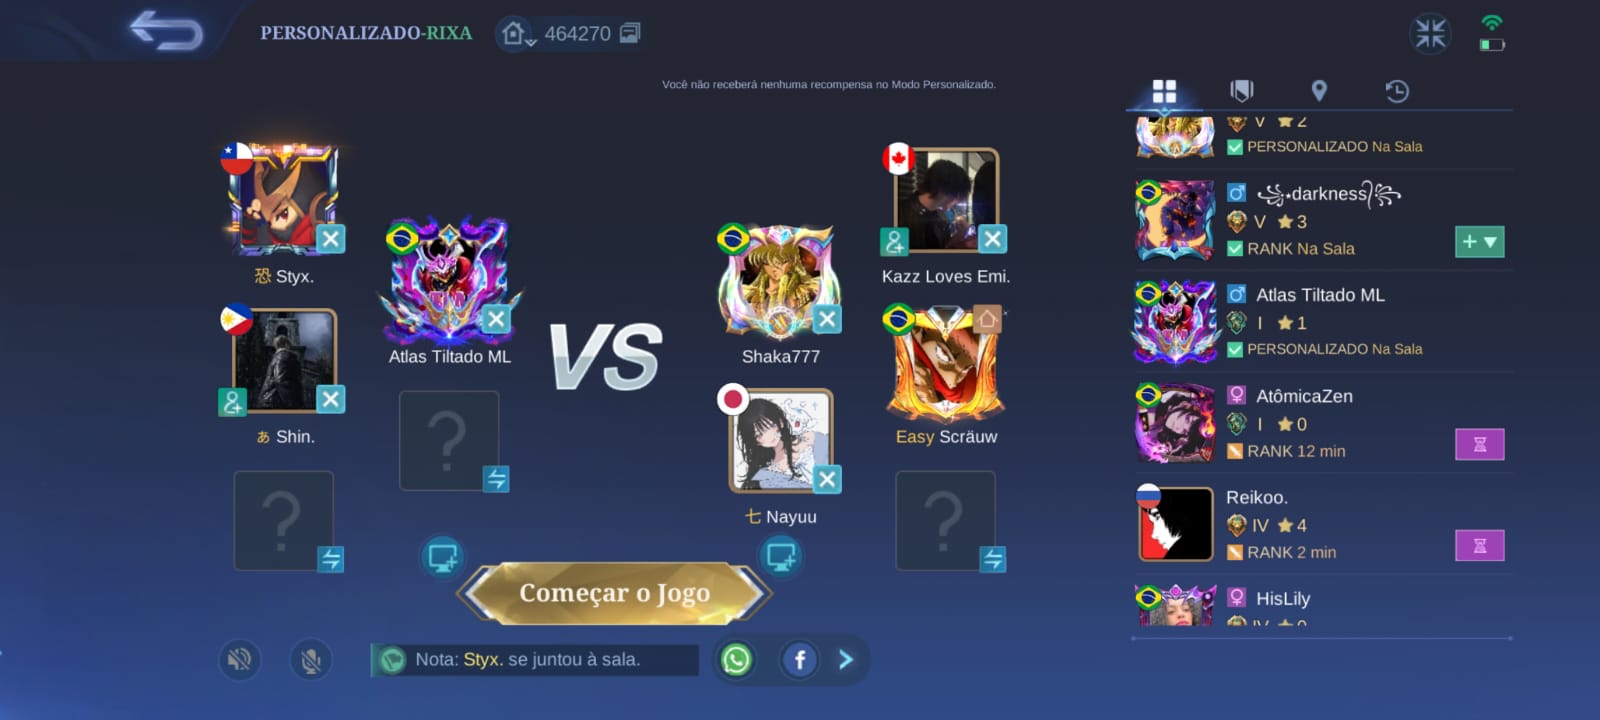 PERSONALIZADO-RIXA
464270
Você não receberá nenhuma recompensa no Modo Personalizado.
恐 Styx.
あ Shin.
Atlas Tiltado ML
?
?
VS
Shaka777
七 Nayuu
Kazz Loves Emi.
Easy Scräuw
?
Começar o Jogo
Nota: Styx. se juntou à sala.
V 2
PERSONALIZADO Na Sala
darkness
V 3
RANK Na Sala
Atlas Tiltado ML
I 1
PERSONALIZADO Na Sala
AtômicaZen
I 0
RANK 12 min
Reikoo.
IV 4
RANK 2 min
HisLily